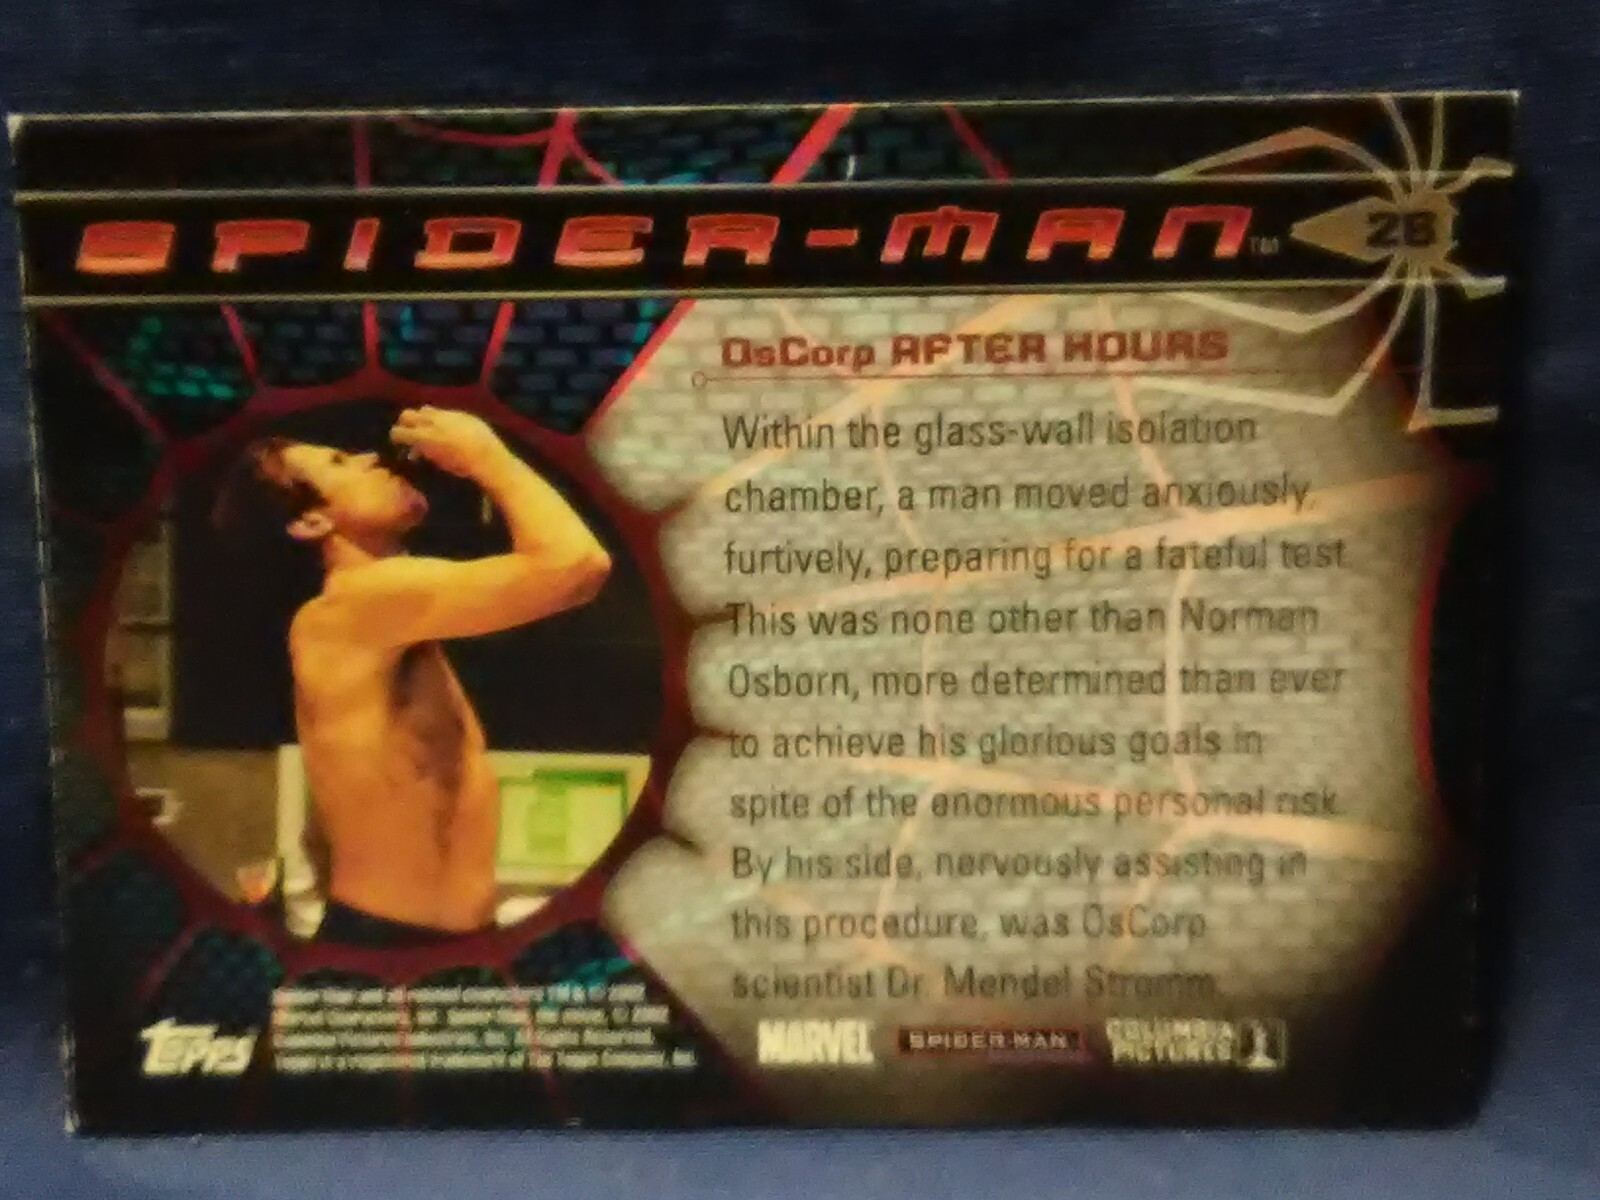 SPIDER-MAN™
OsCorp AFTER HOURS
Within the glass-wall isolation
chamber, a man moved anxiously,
furtively, preparing for a fateful test.
This was none other than Norman
Osborn, more determined than ever
to achieve his glorious goals in
spite of the enormous personal risk.
By his side, nervously assisting in
this procedure, was OsCorp
scientist Dr. Mendel Stromm.
Topps
MARVEL
SPIDER-MAN
COLUMBIA
PICTURES